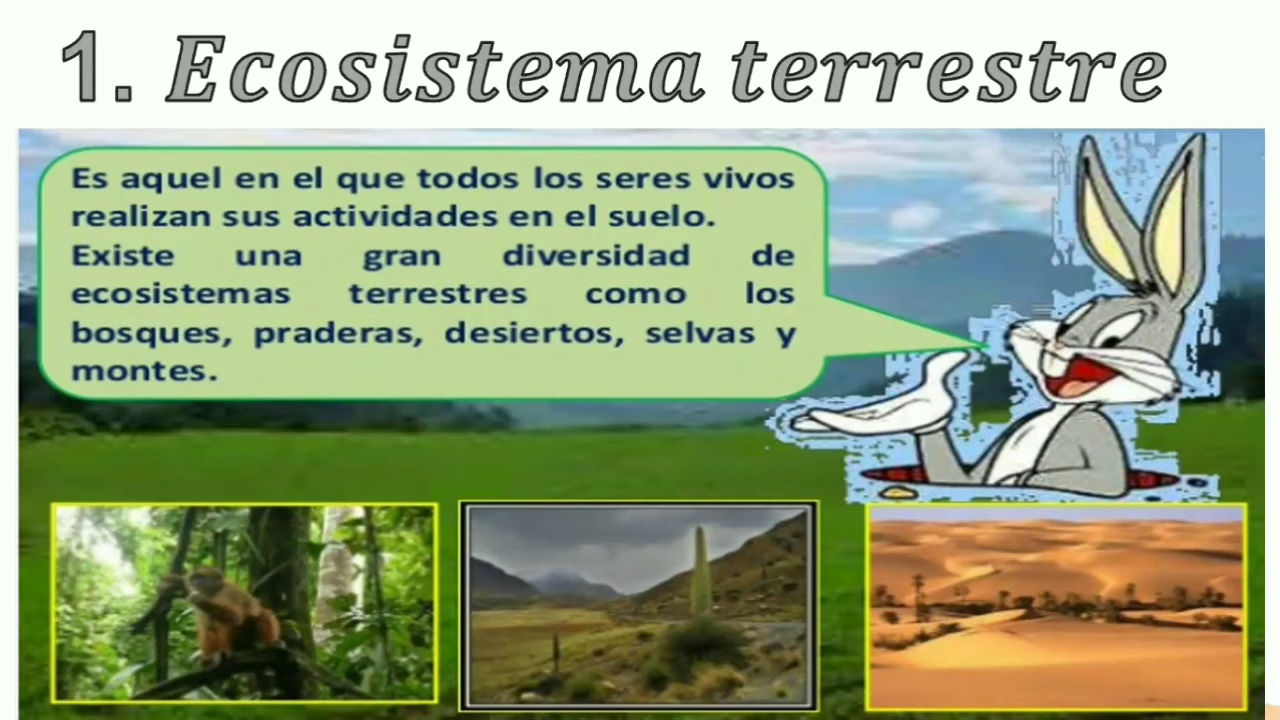 1. Ecosistema terrestre
Es aquel en el que todos los seres vivos
realizan sus actividades en el suelo.
Existe una gran diversidad de
ecosistemas terrestres como los
bosques, praderas, desiertos, selvas y
montes.